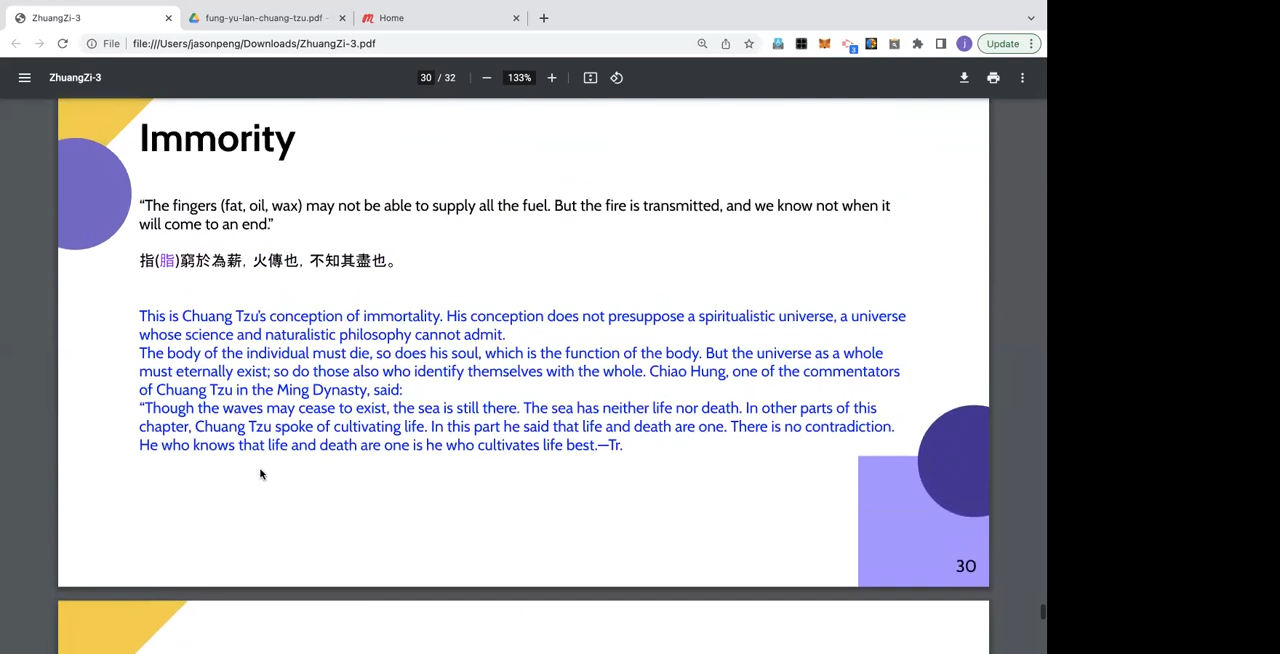 ZhuangZi-3
fung-yu-lan-chuang-tzu.pdf -
Home
File
file:///Users/jasonpeng/Downloads/ZhuangZi-3.pdf
3
j
Update
ZhuangZi-3
30 / 32
133%
Immority
“The fingers (fat, oil, wax) may not be able to supply all the fuel. But the fire is transmitted, and we know not when it
will come to an end.”
指(脂)窮於為薪, 火傳也, 不知其盡也。
This is Chuang Tzu’s conception of immortality. His conception does not presuppose a spiritualistic universe, a universe
whose science and naturalistic philosophy cannot admit.
The body of the individual must die, so does his soul, which is the function of the body. But the universe as a whole
must eternally exist; so do those also who identify themselves with the whole. Chiao Hung, one of the commentators
of Chuang Tzu in the Ming Dynasty, said:
“Though the waves may cease to exist, the sea is still there. The sea has neither life nor death. In other parts of this
chapter, Chuang Tzu spoke of cultivating life. In this part he said that life and death are one. There is no contradiction.
He who knows that life and death are one is he who cultivates life best.—Tr.
30